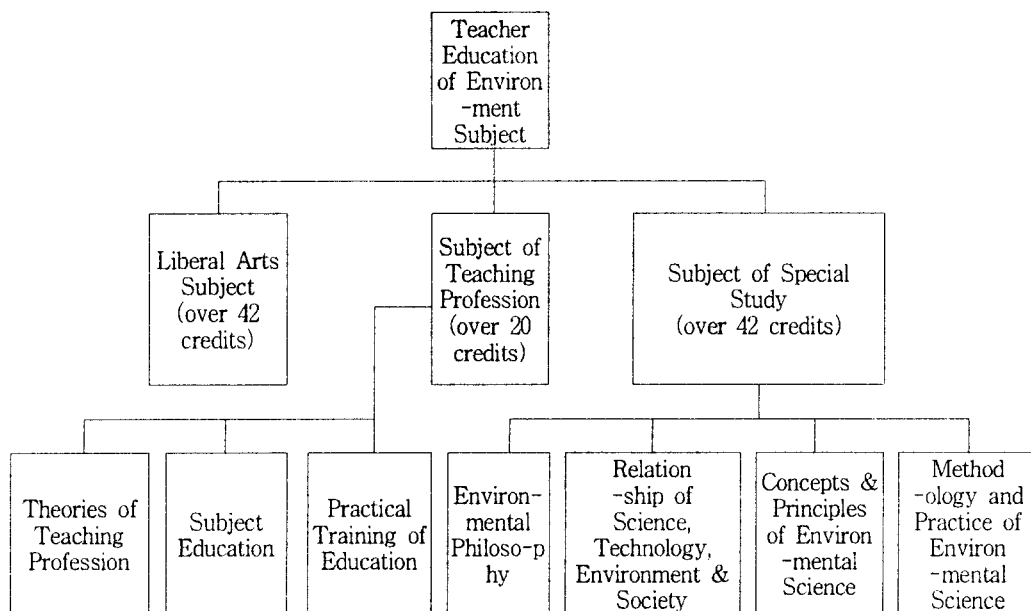 Teacher
Education
of Environ
-ment
Subject
Liberal Arts
Subject
(over 42
credits)
Subject of
Teaching
Profession
(over 20
credits)
Subject of Special
Study
(over 42 credits)
Theories of
Teaching
Profession
Subject
Education
Practical
Training of
Education
Environ-
mental
Philoso-p
hy
Relation
-ship of
Science,
Technology,
Environment &
Society
Concepts &
Principles
of Environ
-mental
Science
Method
-ology and
Practice of
Environ
-mental
Science